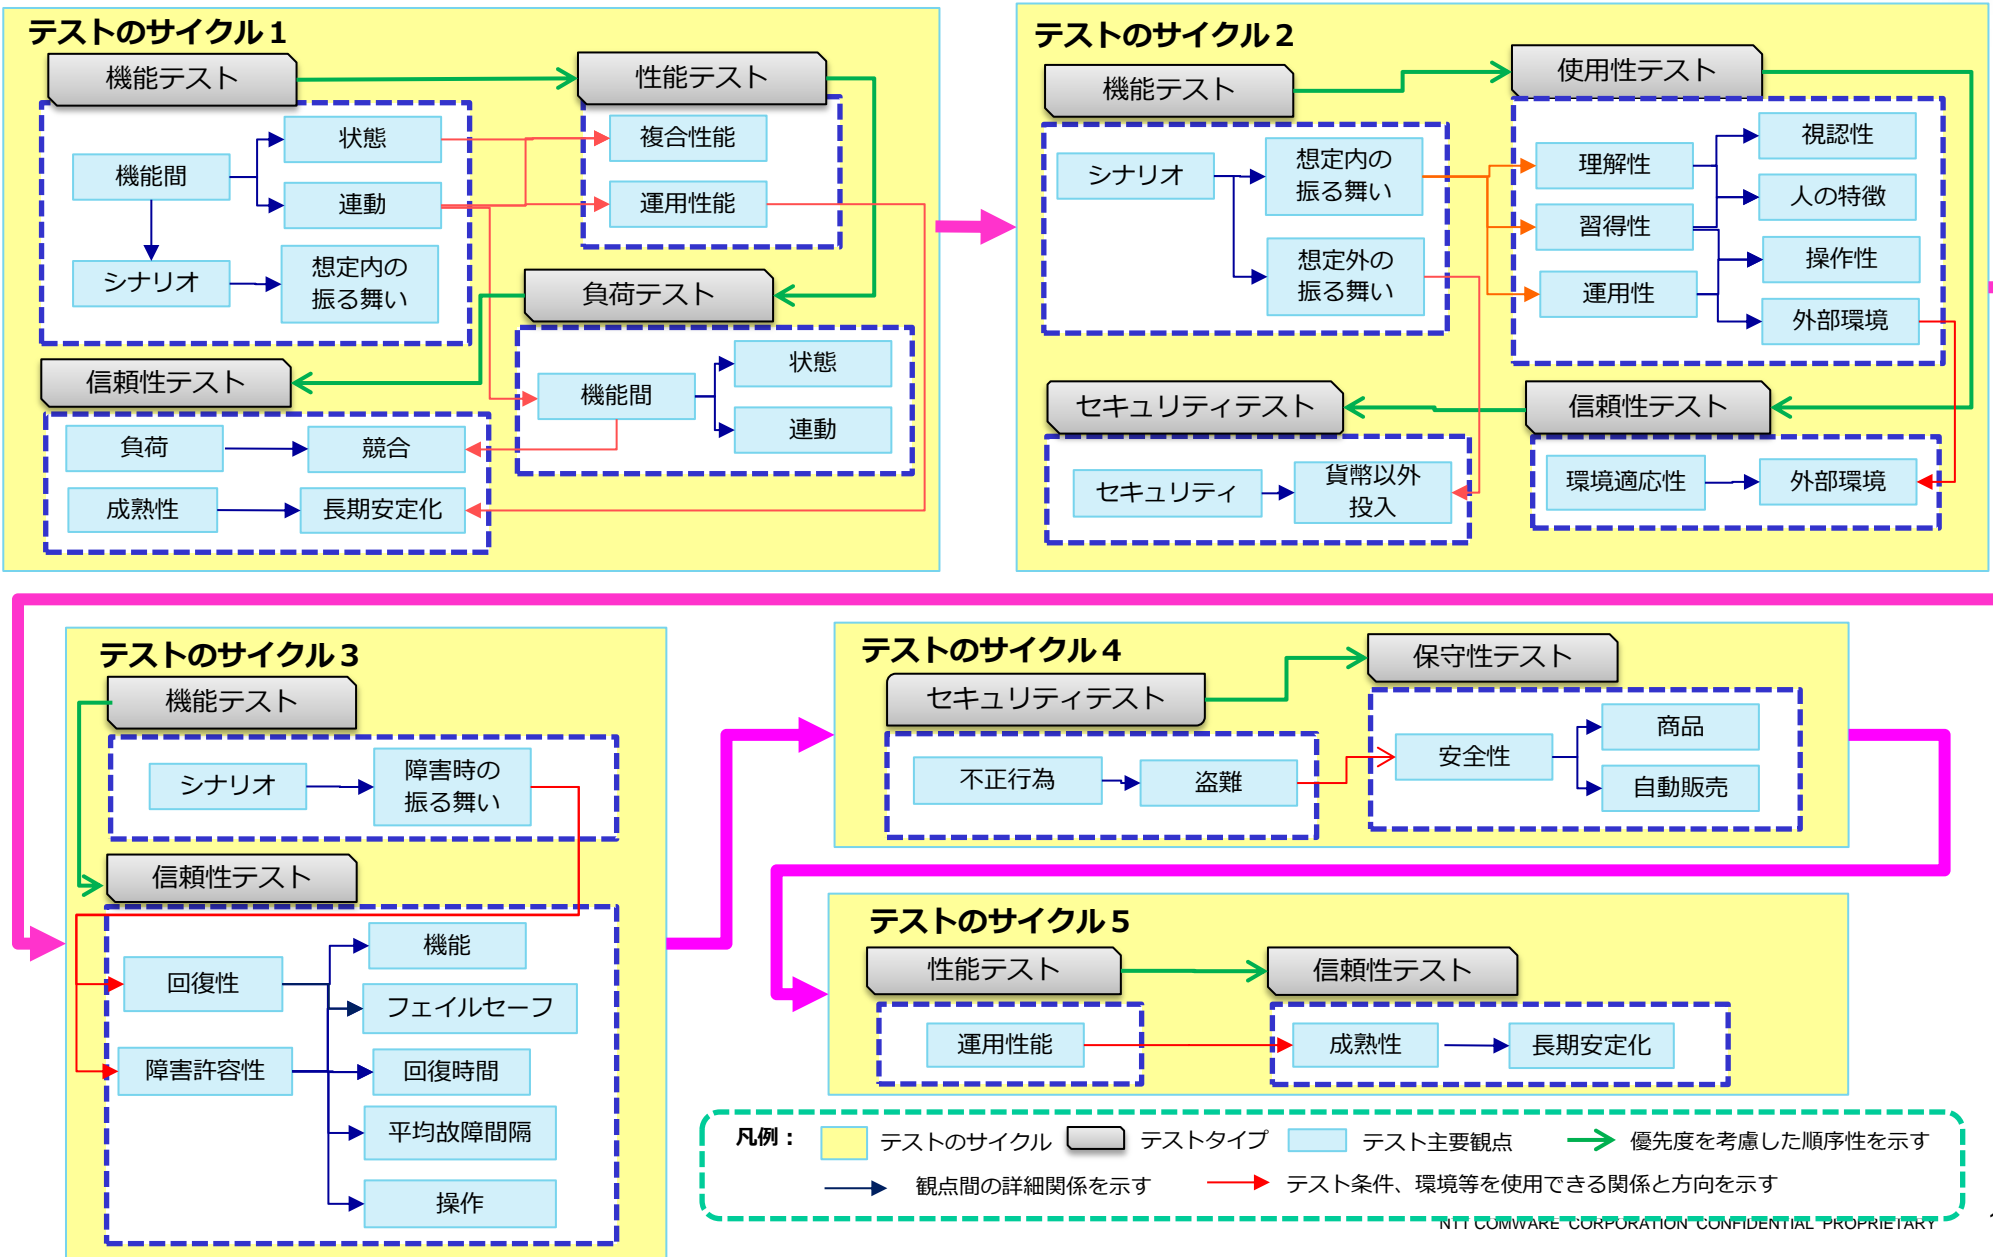 テストのサイクル１
機能テスト
性能テスト
状態
機能間
連動
シナリオ
想定内の
振る舞い
複合性能
運用性能
負荷テスト
機能間
状態
連動
信頼性テスト
負荷
競合
成熟性
長期安定化
テストのサイクル２
機能テスト
使用性テスト
シナリオ
想定内の
振る舞い
想定外の
振る舞い
理解性
習得性
運用性
視認性
人の特徴
操作性
外部環境
セキュリティテスト
信頼性テスト
セキュリティ
貨幣以外
投入
環境適応性
外部環境
テストのサイクル３
機能テスト
シナリオ
障害時の
振る舞い
信頼性テスト
回復性
障害許容性
機能
フェイルセーフ
回復時間
平均故障間隔
操作
テストのサイクル４
セキュリティテスト
保守性テスト
不正行為
盗難
安全性
商品
自動販売
テストのサイクル５
性能テスト
信頼性テスト
運用性能
成熟性
長期安定化
凡例：
テストのサイクル
テストタイプ
テスト主要観点
優先度を考慮した順序性を示す
観点間の詳細関係を示す
テスト条件、環境等を使用できる関係と方向を示す
NTT COMWARE CORPORATION CONFIDENTIAL PROPRIETARY